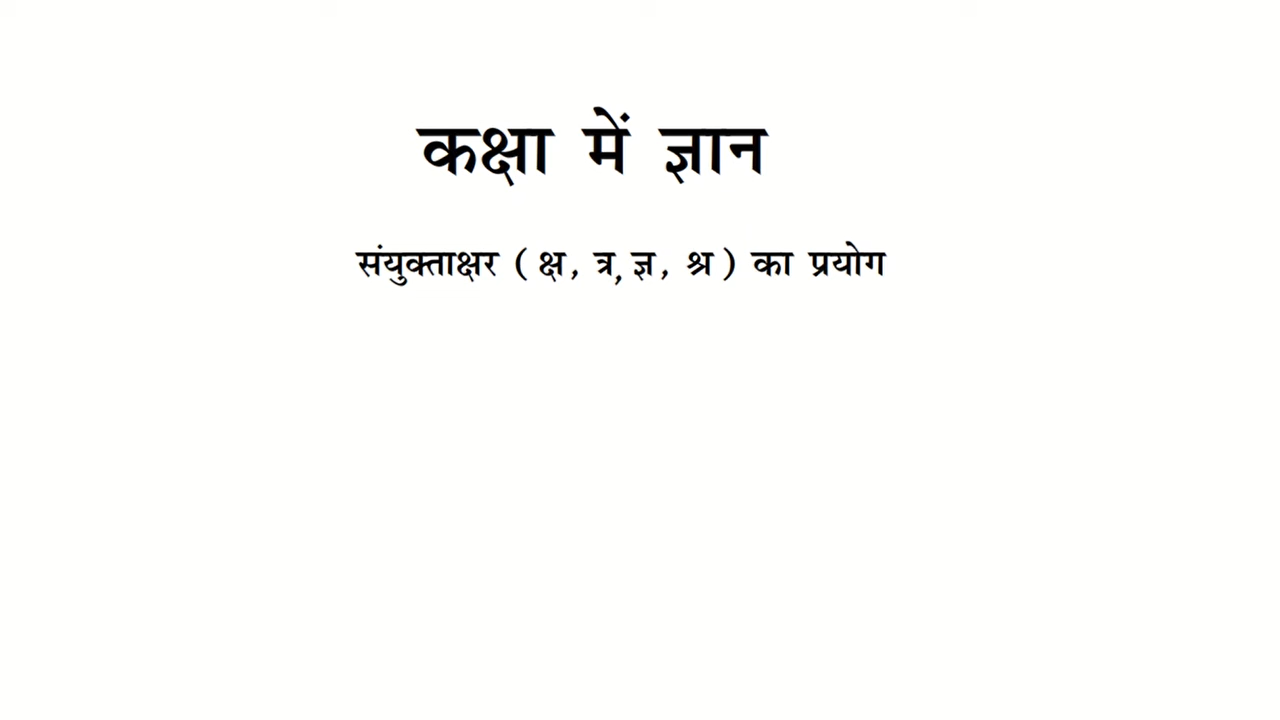 कक्षा में ज्ञान
संयुक्ताक्षर ( क्ष, त्र, ज्ञ, श्र ) का प्रयोग